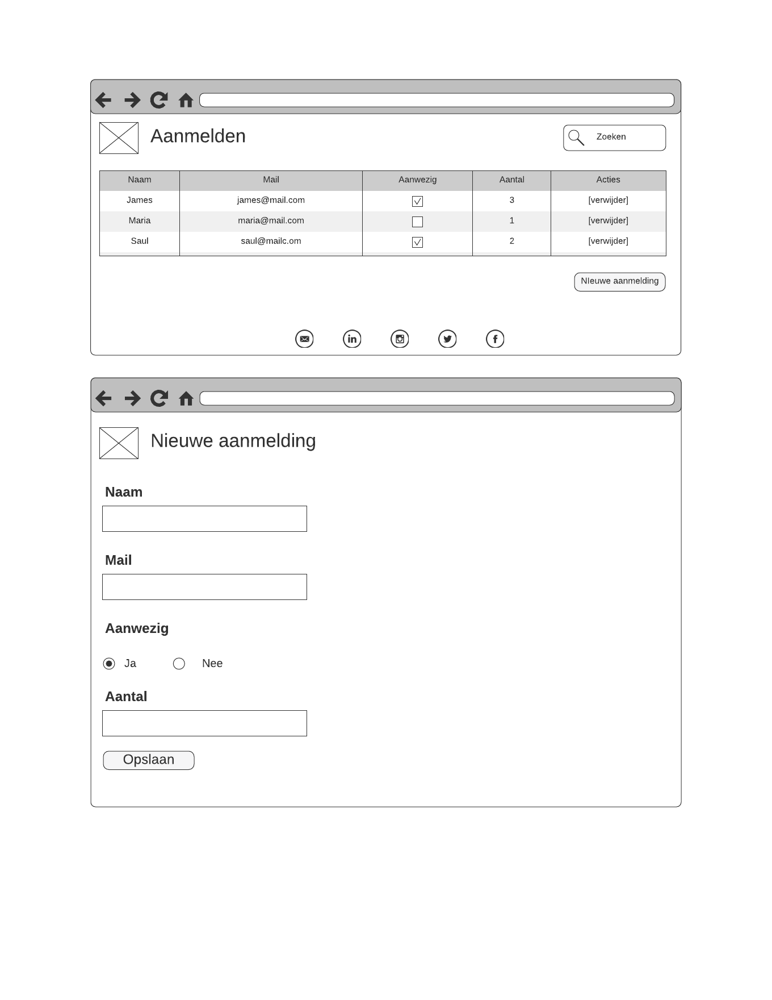 Aanmelden
Zoeken
Naam Mail Aanwezig Aantal Acties
James james@mail.com 3 [verwijder]
Maria maria@mail.com 1 [verwijder]
Saul saul@mailc.om 2 [verwijder]
NIeuwe aanmelding
Nieuwe aanmelding
Naam
Mail
Aanwezig
Ja Nee
Aantal
Opslaan